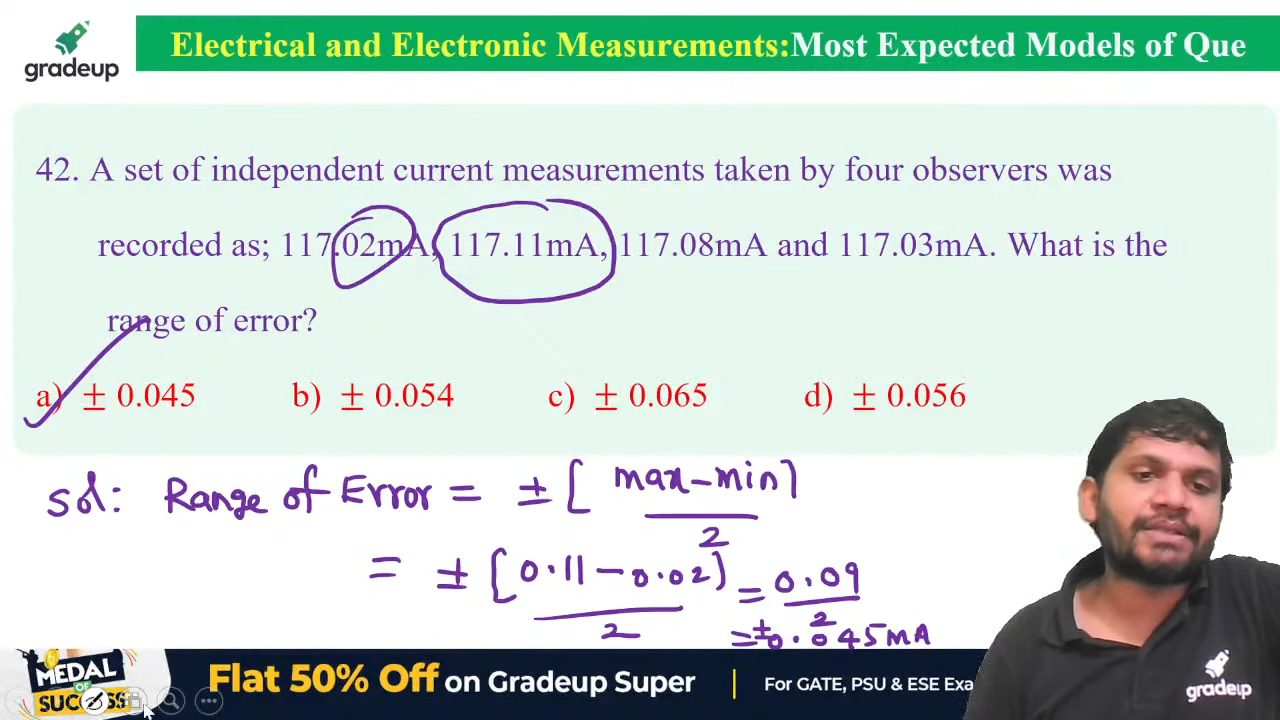 gradeup
Electrical and Electronic Measurements:Most Expected Models of Que
42. A set of independent current measurements taken by four observers was
recorded as; 117.02mA, 117.11mA, 117.08mA and 117.03mA. What is the
range of error?
a) ± 0.045 b) ± 0.054 c) ± 0.065 d) ± 0.056
Sol: Range of Error = ± [ max-min ] / 2
= ± [ 0.11 - 0.02 ] / 2 = 0.09 / 2
= ± 0.045mA
MEDAL
OF
SUCCESS
Flat 50% Off on Gradeup Super | For GATE, PSU & ESE Exa
gradeup